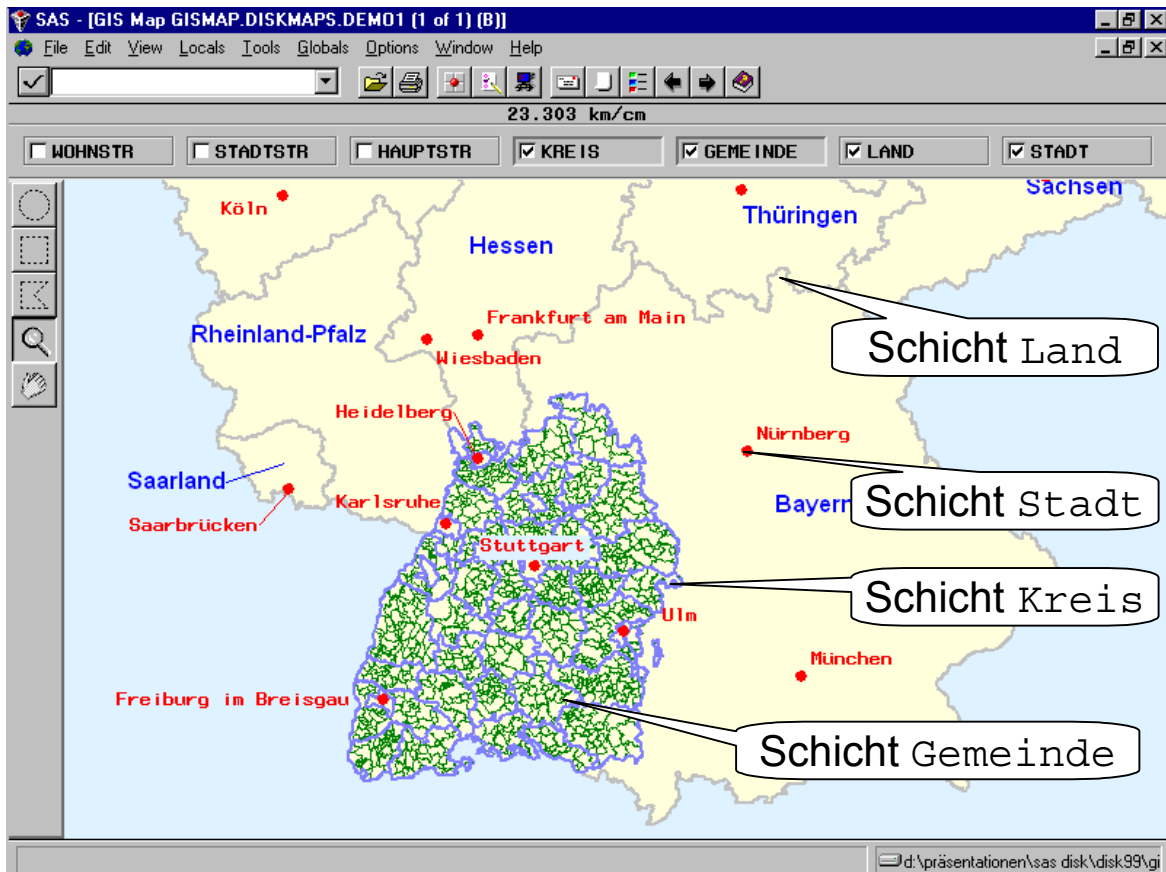 SAS - [GIS Map GISMAP.DISKMAPS.DEMO1 (1 of 1) (B)]
File Edit View Locals Tools Globals Options Window Help
23.303 km/cm
WOHNSTR STADTSTR HAUPTSTR KREIS GEMEINDE LAND STADT
Sachsen
Köln
Thüringen
Hessen
Rheinland-Pfalz
Frankfurt am Main
Schicht Land
Wiesbaden
Heidelberg
Nürnberg
Saarland
Karlsruhe
Bayern
Schicht Stadt
Saarbrücken
Stuttgart
Schicht Kreis
Ulm
München
Freiburg im Breisgau
Schicht Gemeinde
d:\präsentationen\sas disk\disk99\gi